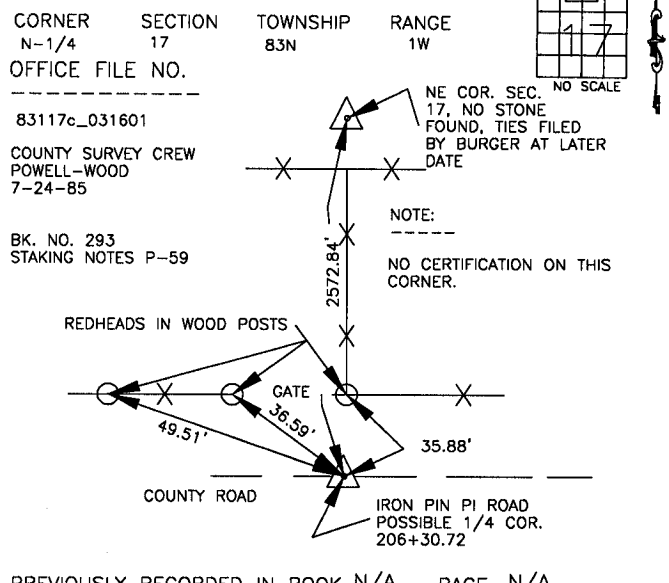 CORNER SECTION TOWNSHIP RANGE
N-1/4 17 83N 1W
OFFICE FILE NO.
83117c_031601
COUNTY SURVEY CREW
POWELL-WOOD
7-24-85
BK. NO. 293
STAKING NOTES P-59
17
NO SCALE
NE COR. SEC.
17, NO STONE
FOUND, TIES FILED
BY BURGER AT LATER
DATE
NOTE:
NO CERTIFICATION ON THIS
CORNER.
2572.84'
REDHEADS IN WOOD POSTS
GATE
49.51'
36.59'
35.88'
COUNTY ROAD
IRON PIN PI ROAD
POSSIBLE 1/4 COR.
206+30.72
PREVIOUSLY RECORDED IN BOOK N/A PAGE N/A